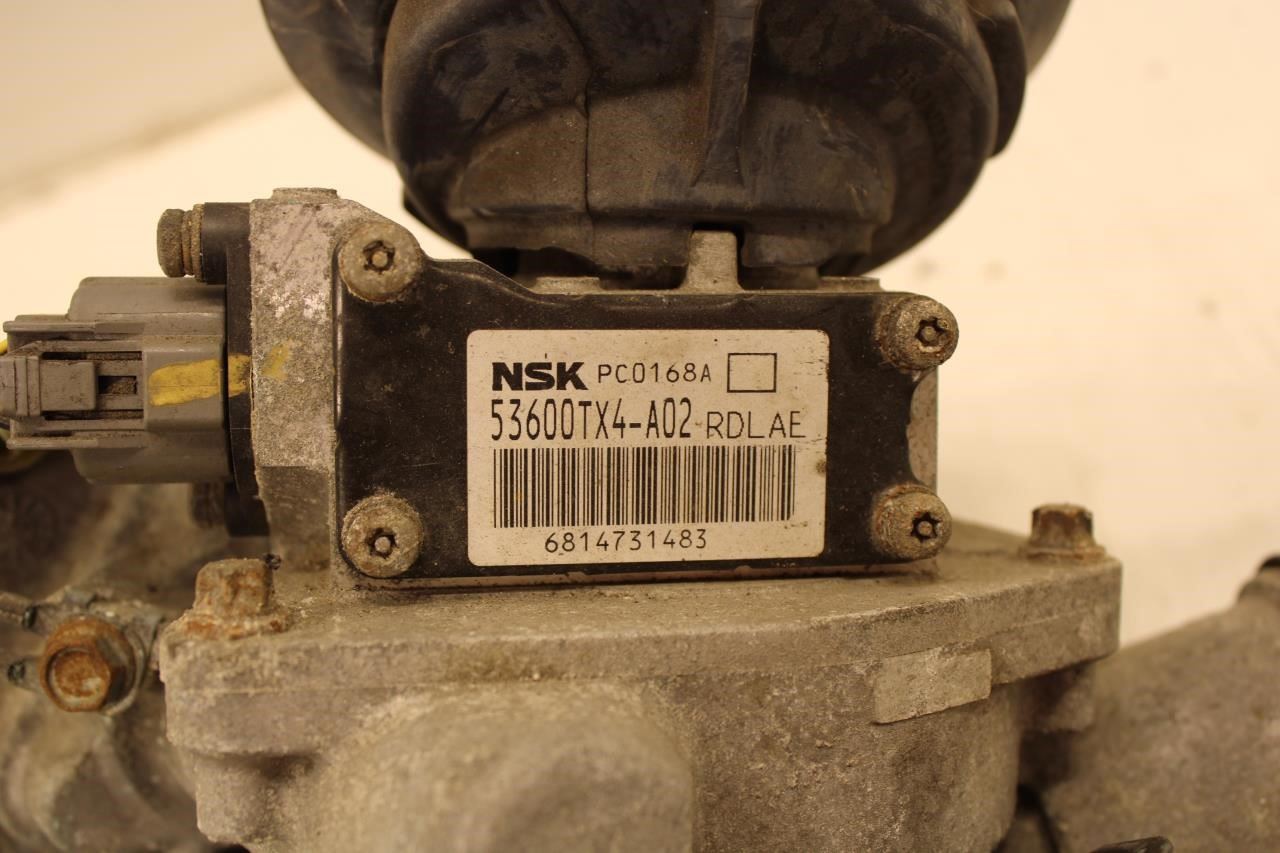 NSK PC0168A
53600TX4-A02 RDLAE
6814731483